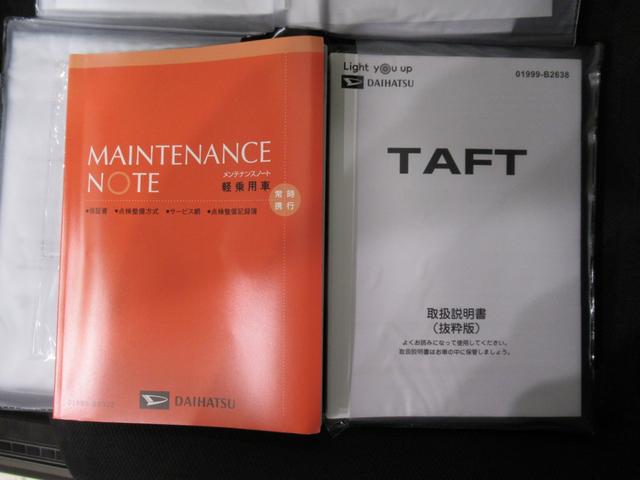 MAINTENANCE
NOTE
メンテナンスノート
軽乗用車
常時
携行
●保証書 ●点検整備方式 ●サービス網 ●点検整備記録簿
DAIHATSU
Light you up
DAIHATSU
01999-B2638
TAFT
取扱説明書
(抜粋版)
よくお読みになって使用してください。
取扱説明書はお車の中に保管しましょう。